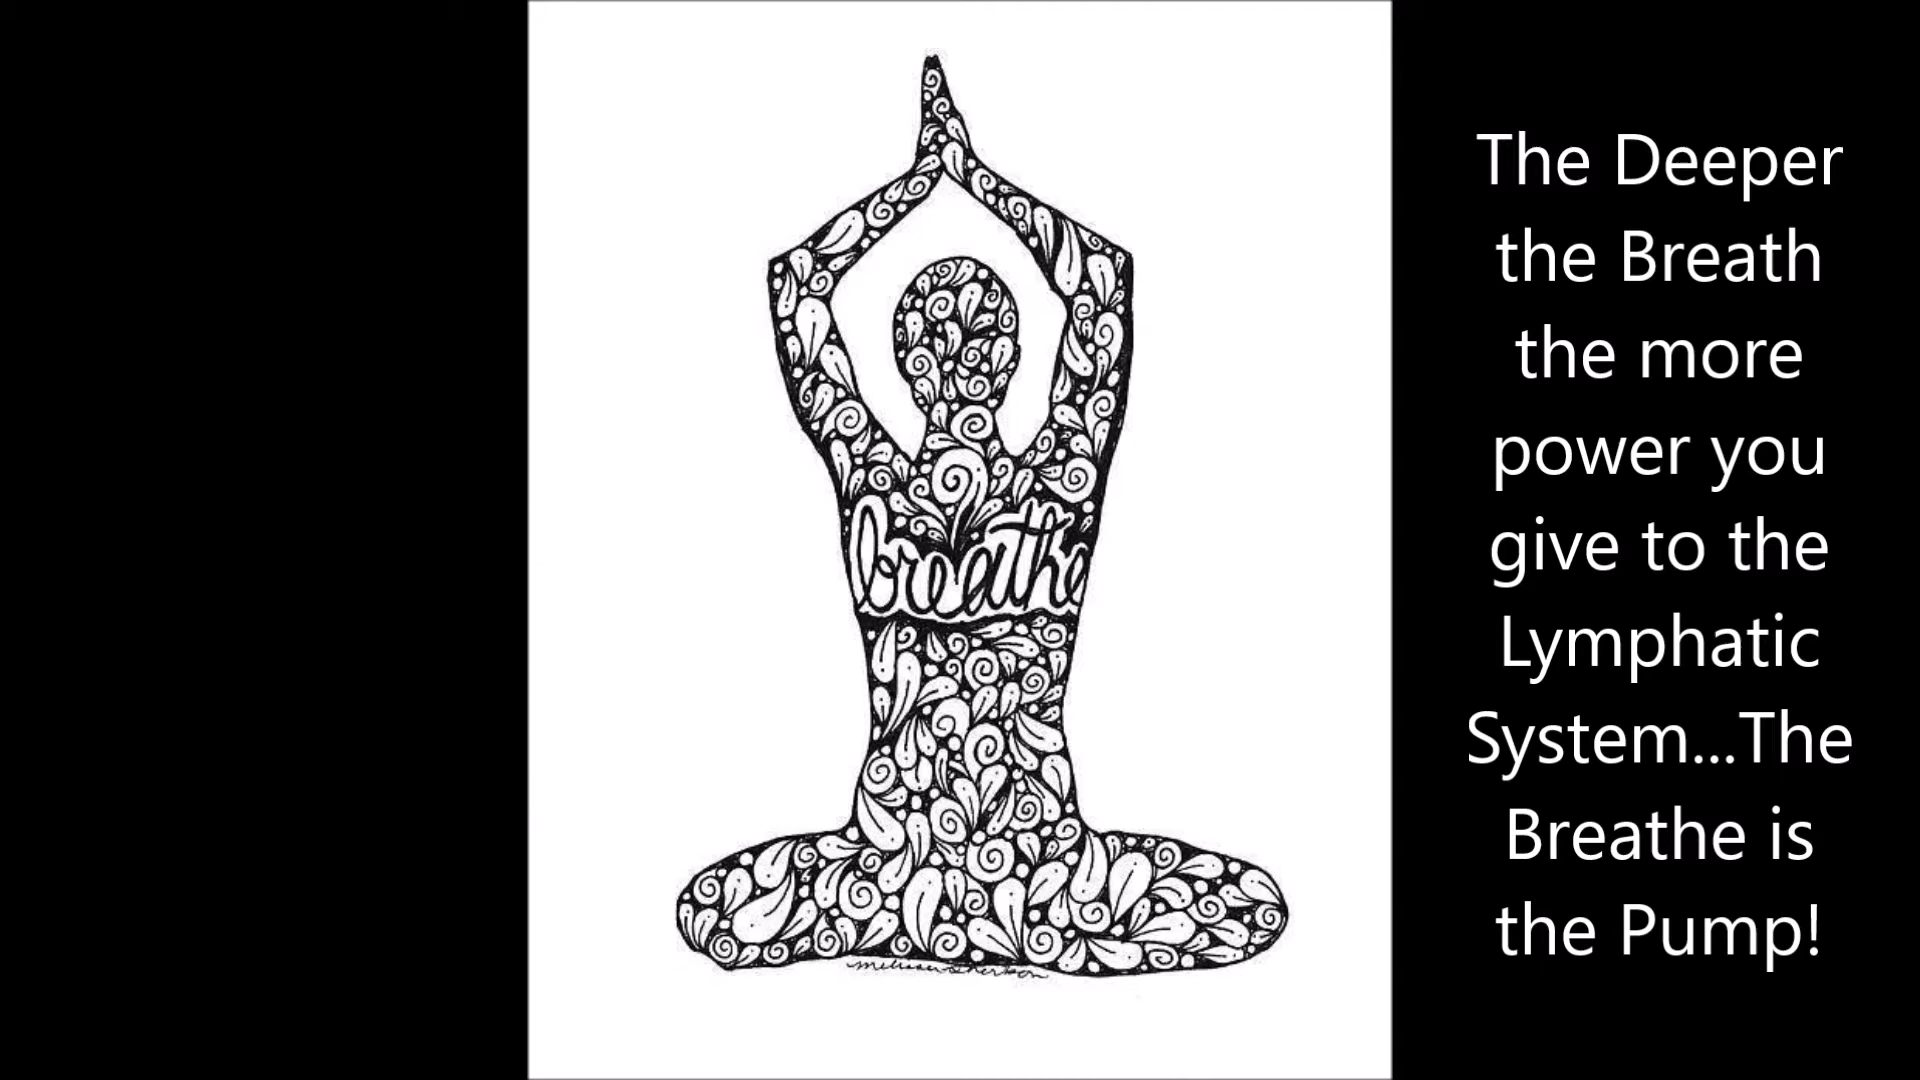 breathe
The Deeper
the Breath
the more
power you
give to the
Lymphatic
System...The
Breathe is
the Pump!